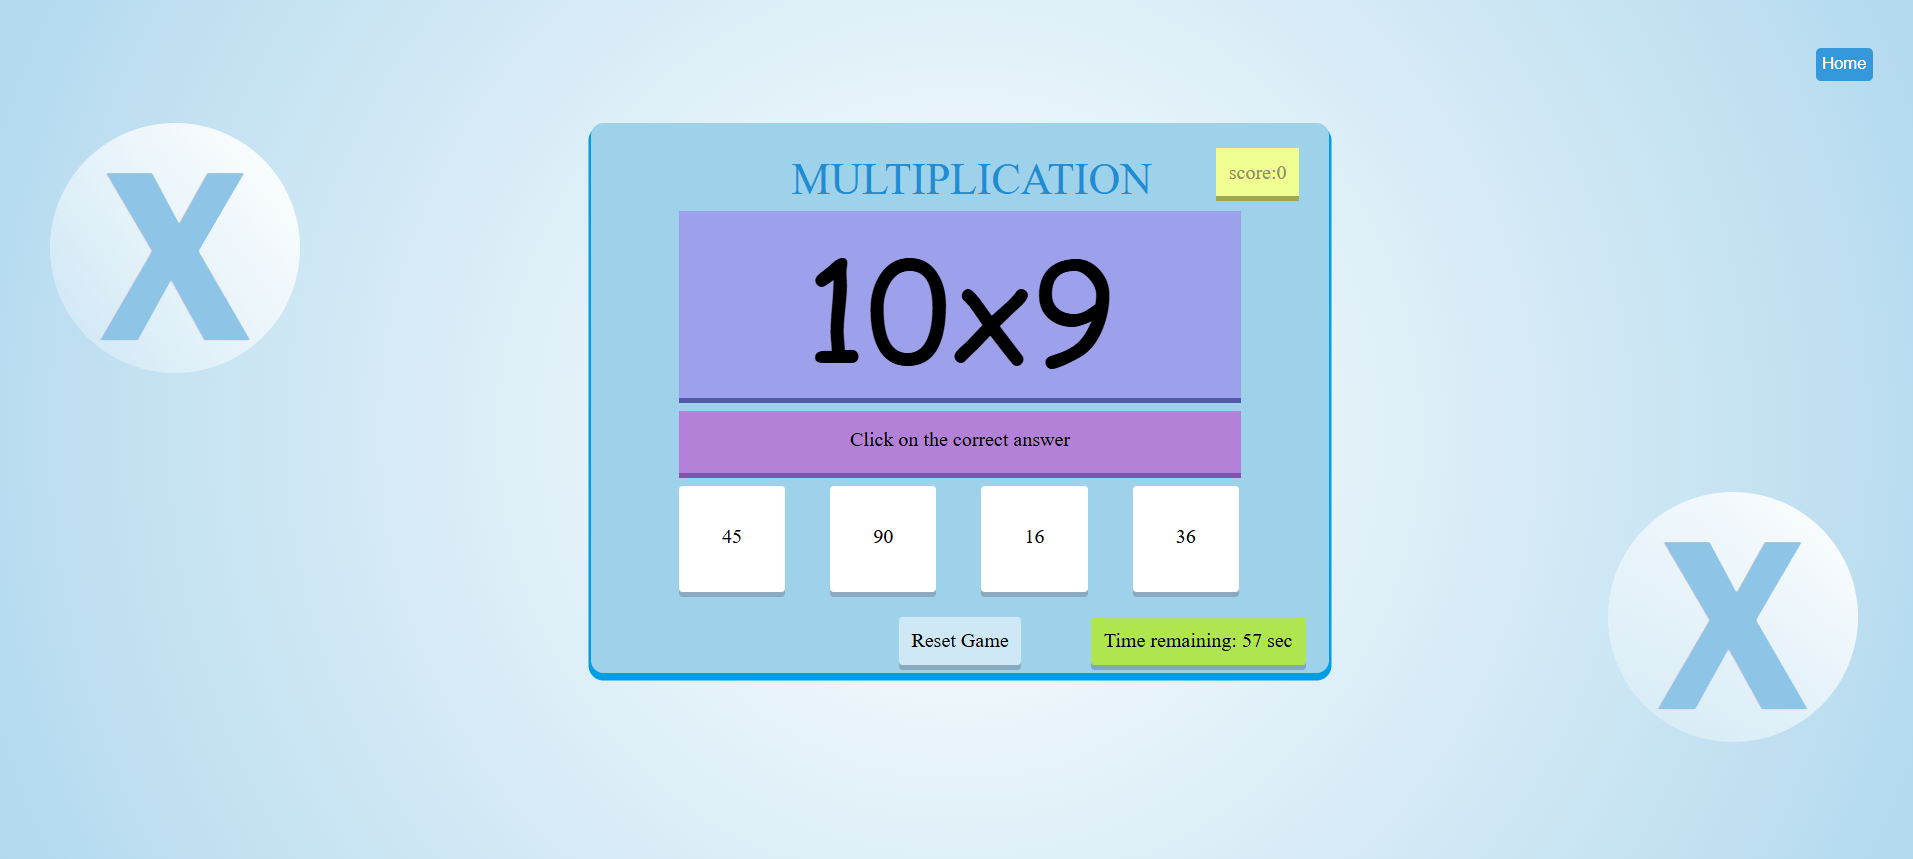 Home
X
MULTIPLICATION
score:0
10x9
Click on the correct answer
45 90 16 36
X
Reset Game
Time remaining: 57 sec